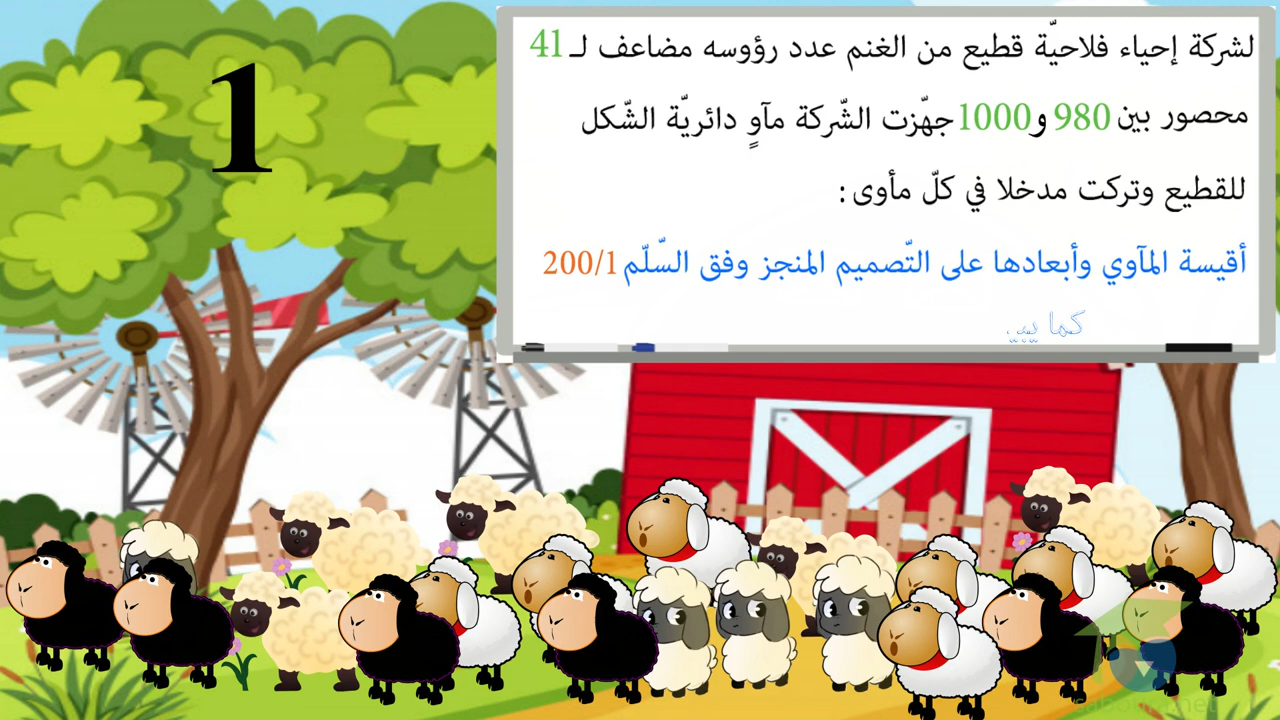 1
لشركة إحياء فلاحيّة قطيع من الغنم عدد رؤوسه مضاعف لـ 41
محصور بين 980 و1000 جهّزت الشّركة مآوٍ دائريّة الشّكل
للقطيع وتركت مدخلا في كلّ مأوى :
أقيسة المآوي وأبعادها على التّصميم المنجز وفق السّلّم 200/1
كما